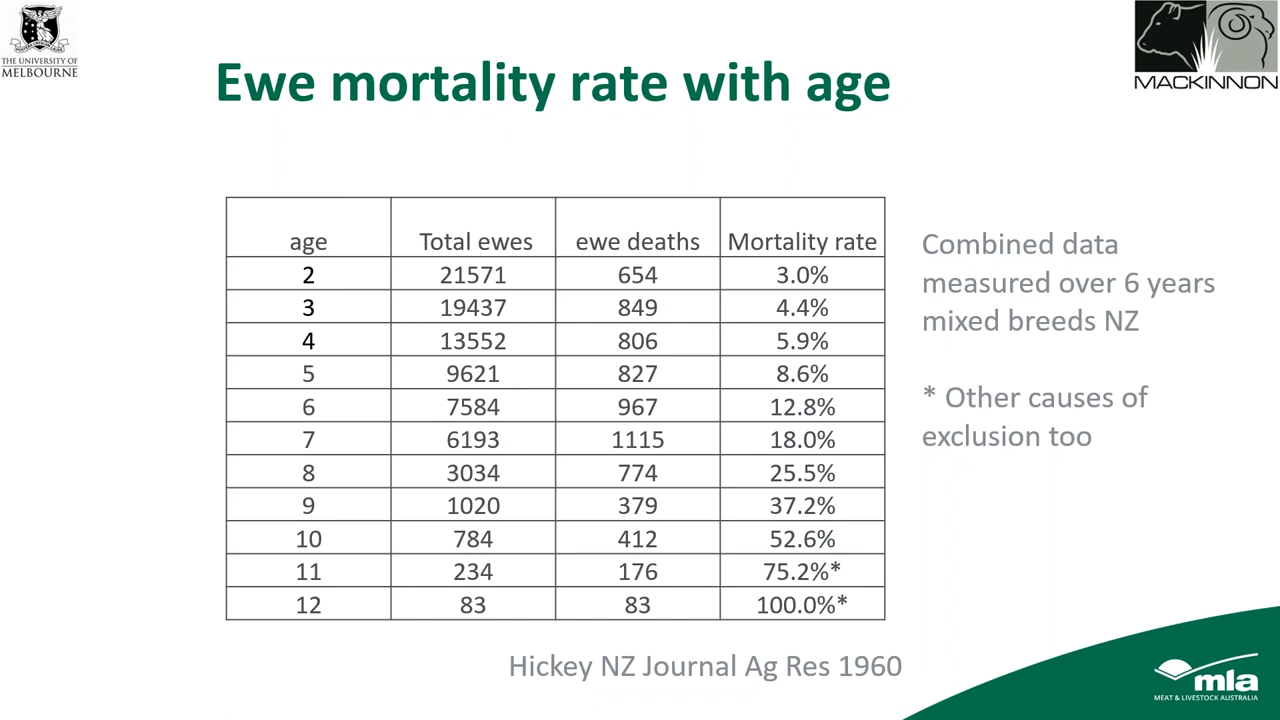 THE UNIVERSITY OF
MELBOURNE
MACKINNON
Ewe mortality rate with age
age Total ewes ewe deaths Mortality rate
2 21571 654 3.0%
3 19437 849 4.4%
4 13552 806 5.9%
5 9621 827 8.6%
6 7584 967 12.8%
7 6193 1115 18.0%
8 3034 774 25.5%
9 1020 379 37.2%
10 784 412 52.6%
11 234 176 75.2%*
12 83 83 100.0%*
Combined data
measured over 6 years
mixed breeds NZ
* Other causes of
exclusion too
Hickey NZ Journal Ag Res 1960
mla
MEAT & LIVESTOCK AUSTRALIA